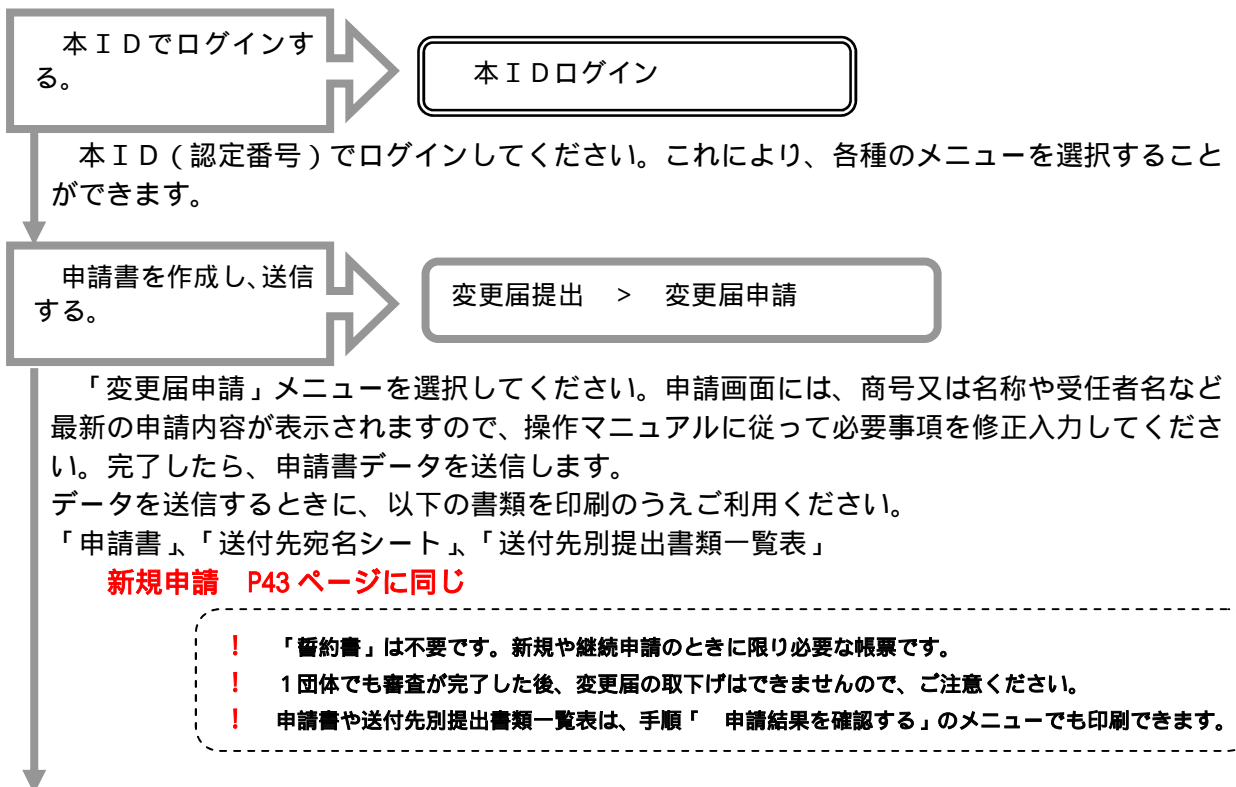 本ＩＤでログインす
る。
本ＩＤログイン
本ＩＤ（認定番号）でログインしてください。これにより、各種のメニューを選択すること
ができます。
申請書を作成し、送信
する。
変更届提出　＞　変更届申請
「変更届申請」メニューを選択してください。申請画面には、商号又は名称や受任者名など
最新の申請内容が表示されますので、操作マニュアルに従って必要事項を修正入力してくださ
い。完了したら、申請書データを送信します。
データを送信するときに、以下の書類を印刷のうえご利用ください。
「申請書」、「送付先宛名シート」、「送付先別提出書類一覧表」
新規申請　P43 ページに同じ
！　「誓約書」は不要です。新規や継続申請のときに限り必要な帳票です。
！　１団体でも審査が完了した後、変更届の取下げはできませんので、ご注意ください。
！　申請書や送付先別提出書類一覧表は、手順「　申請結果を確認する」のメニューでも印刷できます。